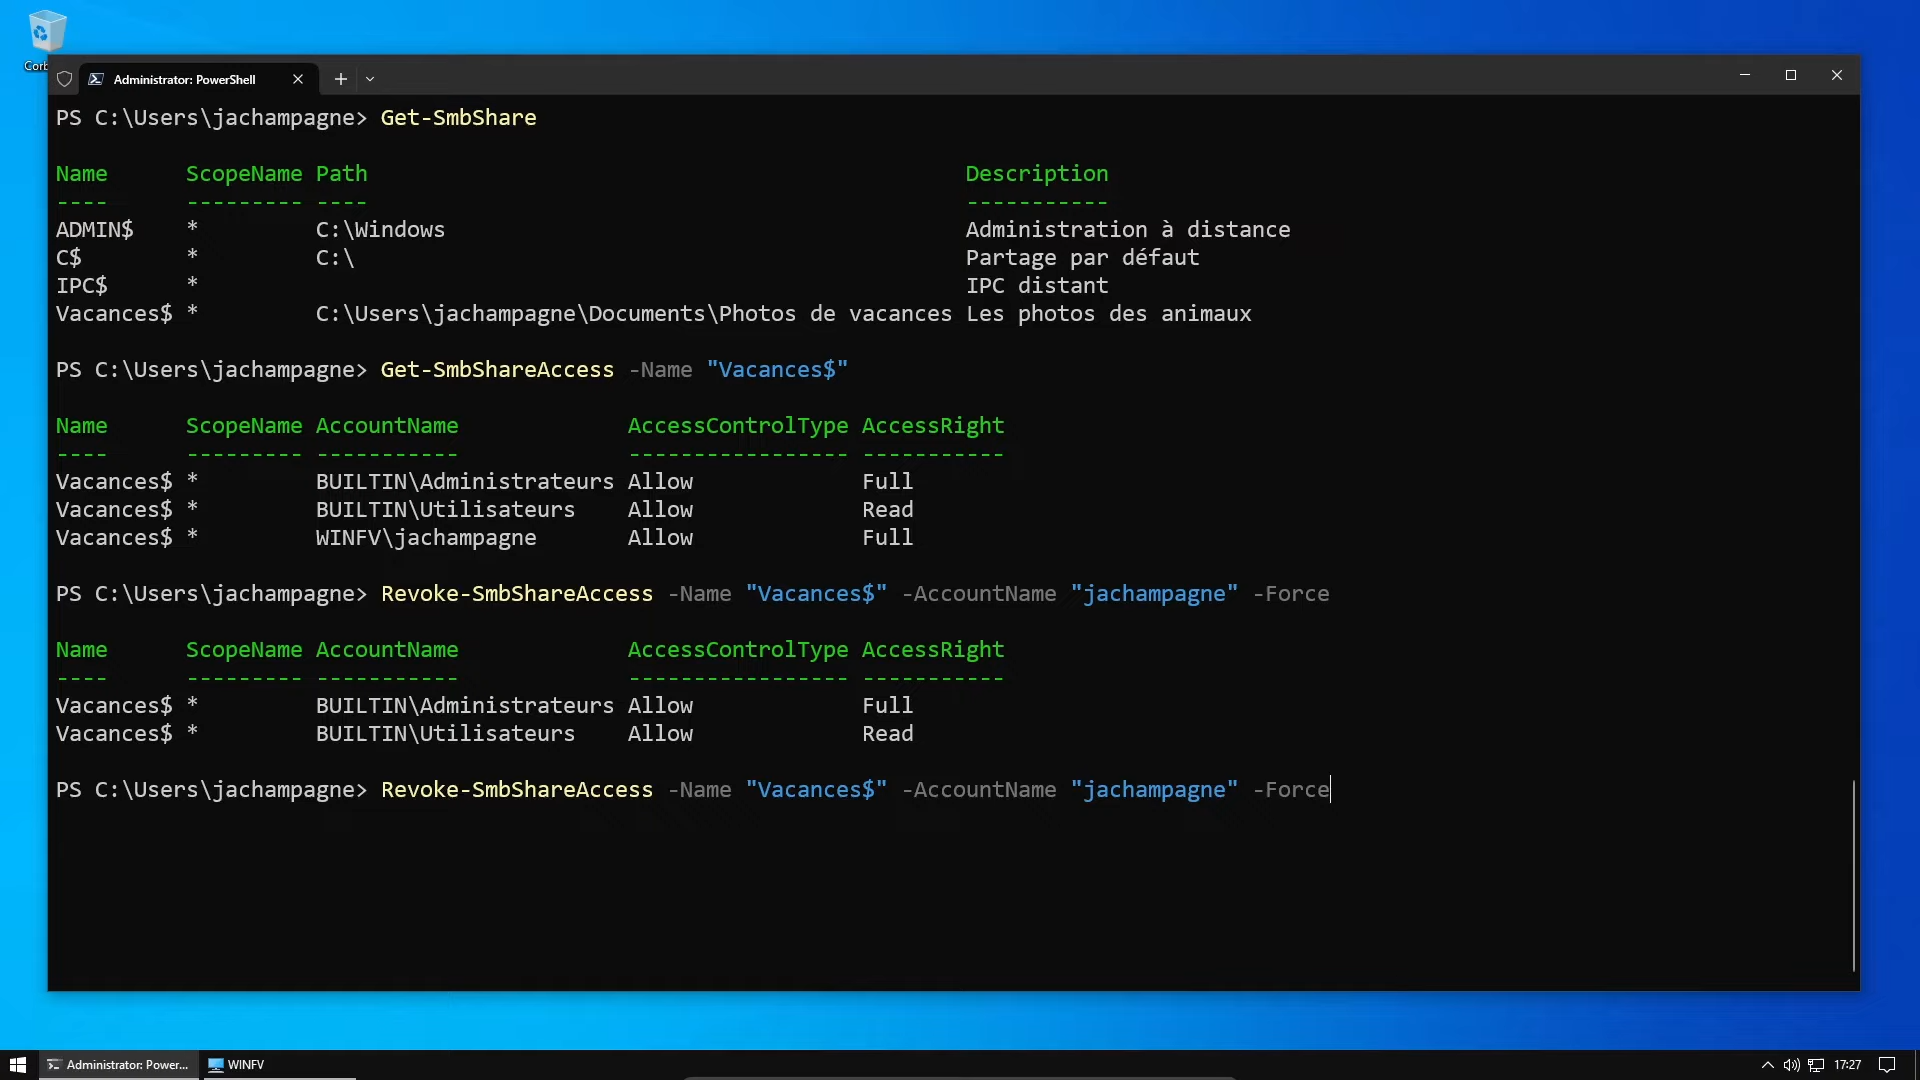 Corb
Administrator: PowerShell
PS C:\Users\jachampagne> Get-SmbShare
Name ScopeName Path Description
---- --------- ---- -----------
ADMIN$ * C:\Windows Administration à distance
C$ * C:\ Partage par défaut
IPC$ * IPC distant
Vacances$ * C:\Users\jachampagne\Documents\Photos de vacances Les photos des animaux
PS C:\Users\jachampagne> Get-SmbShareAccess -Name "Vacances$"
Name ScopeName AccountName AccessControlType AccessRight
---- --------- ----------- ----------------- -----------
Vacances$ * BUILTIN\Administrateurs Allow Full
Vacances$ * BUILTIN\Utilisateurs Allow Read
Vacances$ * WINFV\jachampagne Allow Full
PS C:\Users\jachampagne> Revoke-SmbShareAccess -Name "Vacances$" -AccountName "jachampagne" -Force
Name ScopeName AccountName AccessControlType AccessRight
---- --------- ----------- ----------------- -----------
Vacances$ * BUILTIN\Administrateurs Allow Full
Vacances$ * BUILTIN\Utilisateurs Allow Read
PS C:\Users\jachampagne> Revoke-SmbShareAccess -Name "Vacances$" -AccountName "jachampagne" -Force
Administrator: Power... WINFV 17:27